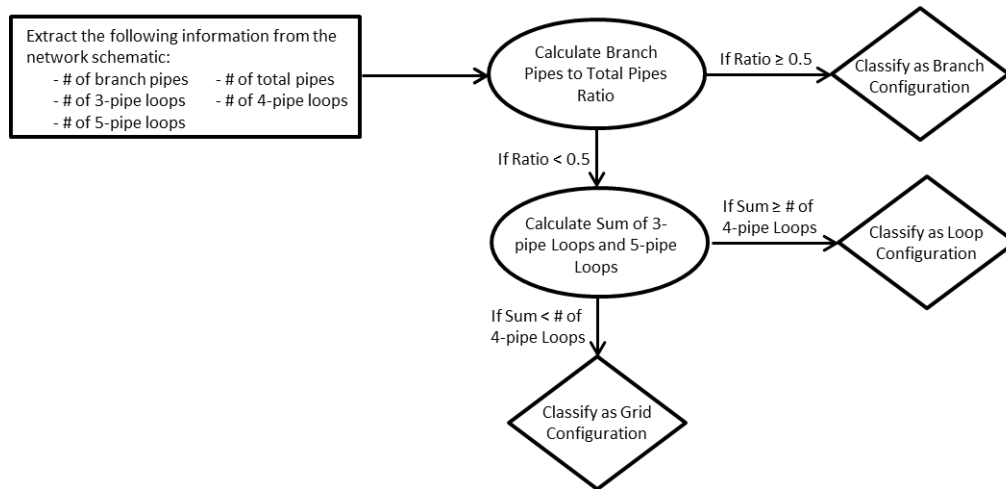 Extract the following information from the
network schematic:
- # of branch pipes - # of total pipes
- # of 3-pipe loops - # of 4-pipe loops
- # of 5-pipe loops
Calculate Branch
Pipes to Total Pipes
Ratio
If Ratio ≥ 0.5
Classify as Branch
Configuration
If Ratio < 0.5
Calculate Sum of 3-
pipe Loops and 5-pipe
Loops
If Sum ≥ # of
4-pipe Loops
Classify as Loop
Configuration
If Sum < # of
4-pipe Loops
Classify as Grid
Configuration